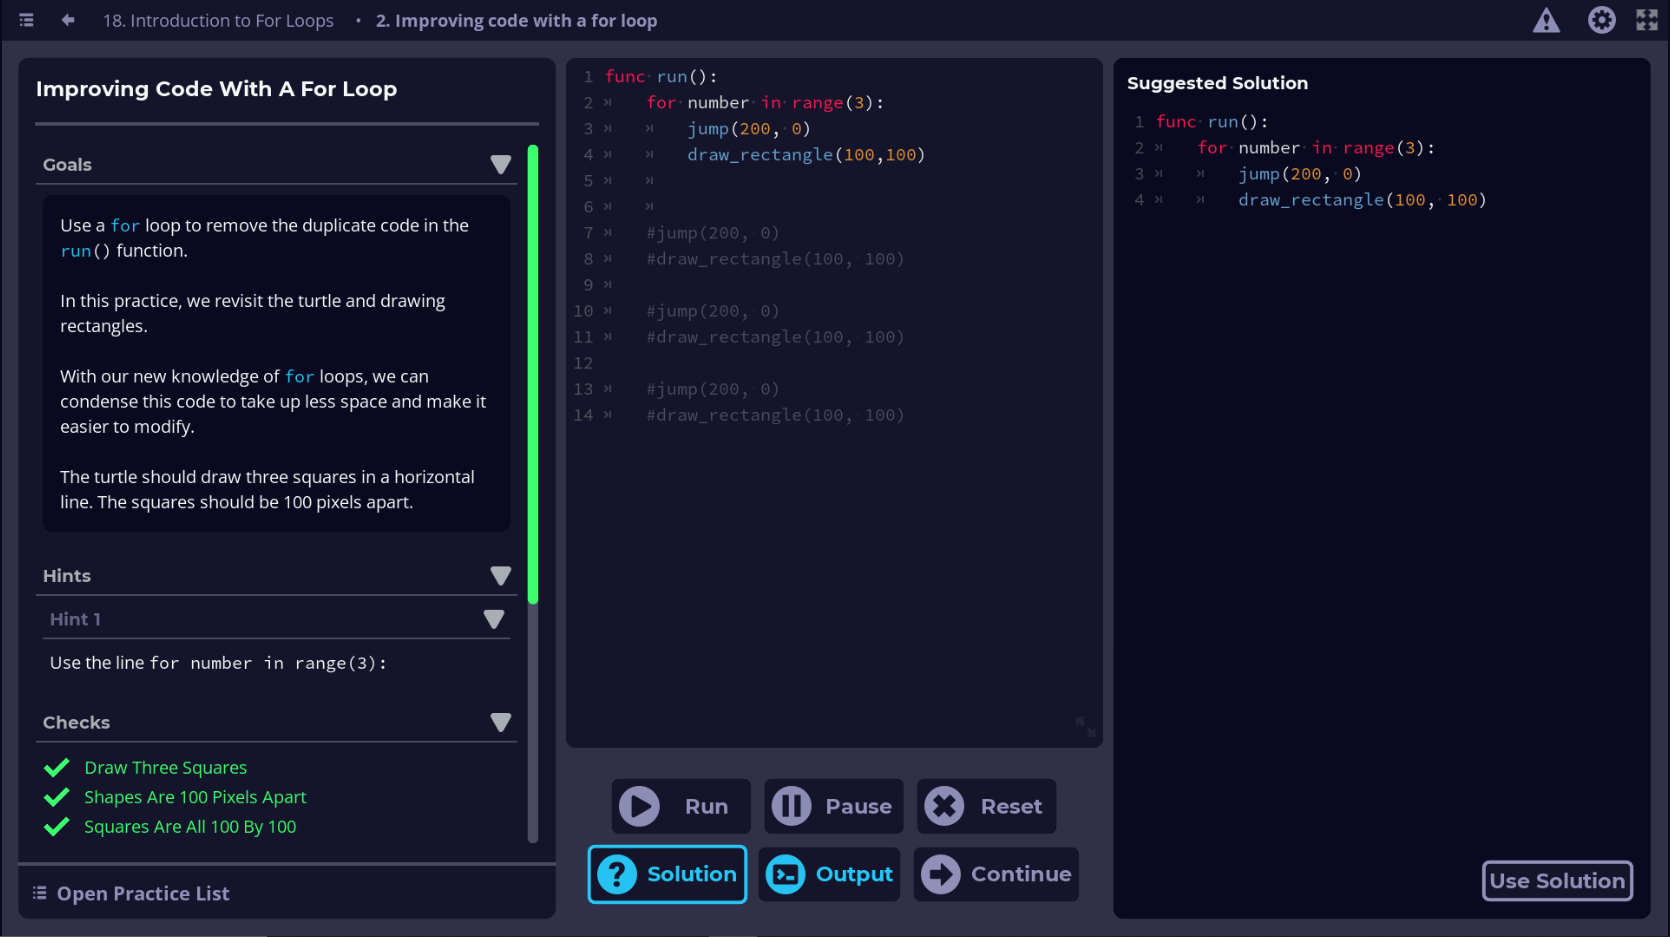 18. Introduction to For Loops • 2. Improving code with a for loop
Improving Code With A For Loop
Goals
Use a for loop to remove the duplicate code in the
run() function.
In this practice, we revisit the turtle and drawing
rectangles.
With our new knowledge of for loops, we can
condense this code to take up less space and make it
easier to modify.
The turtle should draw three squares in a horizontal
line. The squares should be 100 pixels apart.
Hints
Hint 1
Use the line for number in range(3):
Checks
Draw Three Squares
Shapes Are 100 Pixels Apart
Squares Are All 100 By 100
Open Practice List
1 func run():
2 for number in range(3):
3 jump(200, 0)
4 draw_rectangle(100,100)
5
6
7 #jump(200, 0)
8 #draw_rectangle(100, 100)
9
10 #jump(200, 0)
11 #draw_rectangle(100, 100)
12
13 #jump(200, 0)
14 #draw_rectangle(100, 100)
Run Pause Reset
Solution Output Continue
Suggested Solution
1 func run():
2 for number in range(3):
3 jump(200, 0)
4 draw_rectangle(100, 100)
Use Solution